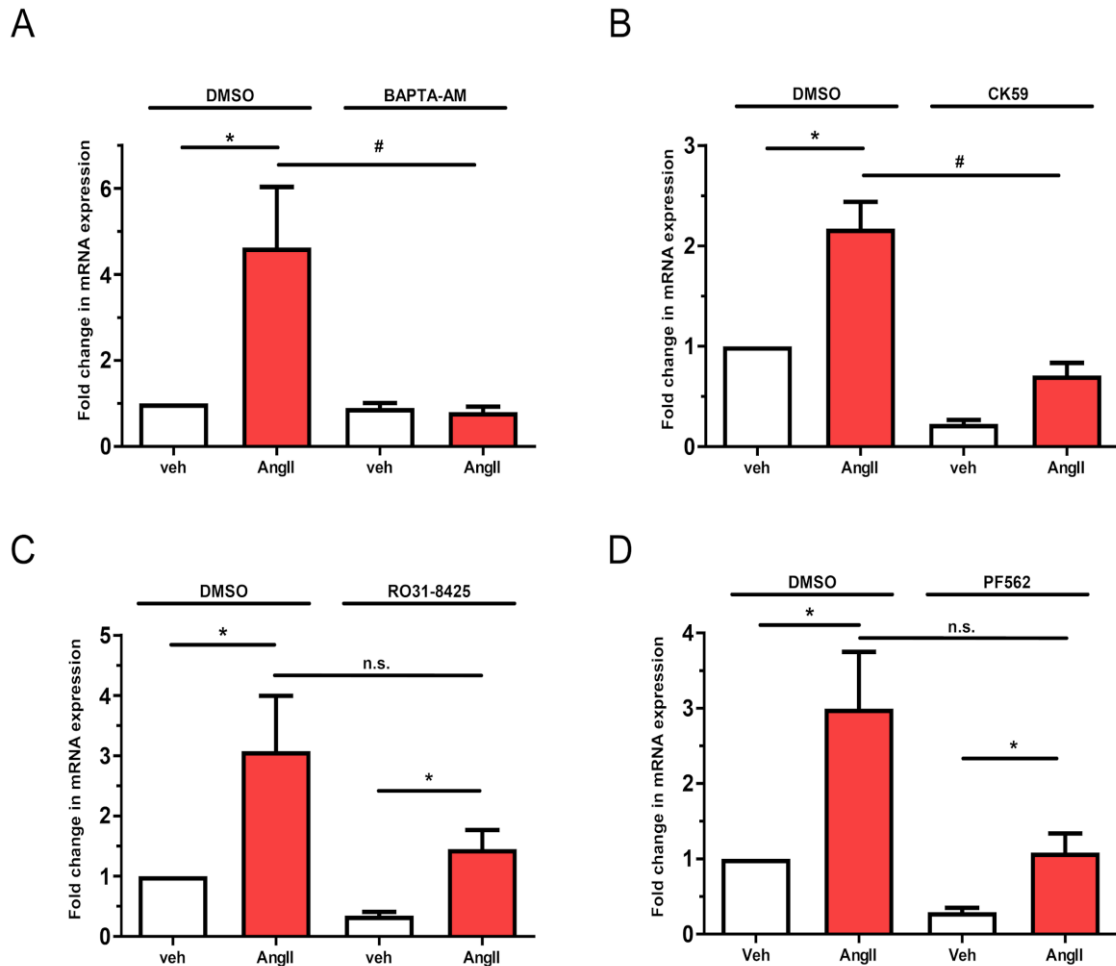 A
DMSO BAPTA-AM
*
#
Fold change in mRNA expression
6
4
2
0
veh AngII veh AngII
B
DMSO CK59
*
#
Fold change in mRNA expression
3
2
1
0
veh AngII veh AngII
C
DMSO RO31-8425
*
n.s.
*
Fold change in mRNA expression
5
4
3
2
1
0
veh AngII veh AngII
D
DMSO PF562
*
n.s.
*
Fold change in mRNA expression
4
3
2
1
0
Veh AngII Veh AngII